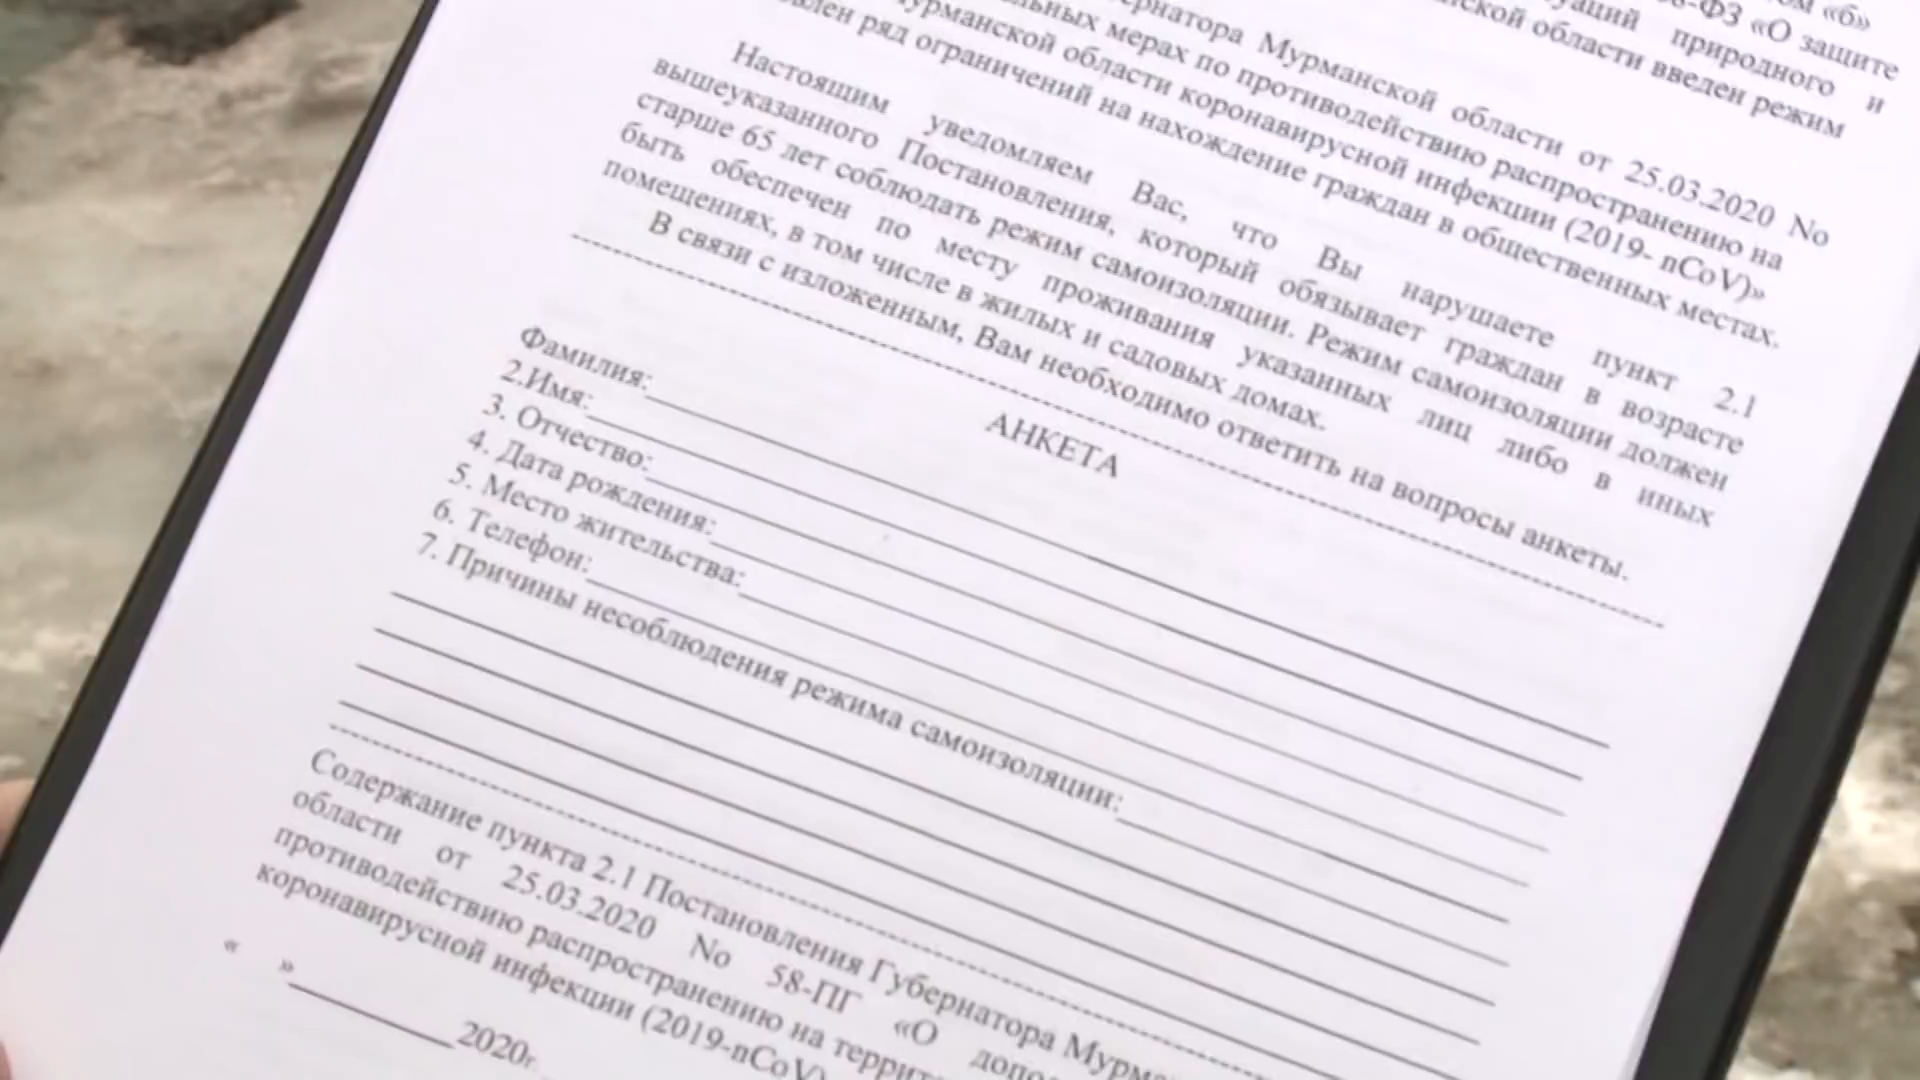 «б»
8-ФЗ «О защите
уаций природного и
нской области введен режим
ернатора Мурманской области от 25.03.2020 No
льных мерах по противодействию распространению на
урманской области коронавирусной инфекции (2019- nCoV)»
лен ряд ограничений на нахождение граждан в общественных местах.
Настоящим уведомляем Вас, что Вы нарушаете пункт 2.1
вышеуказанного Постановления, который обязывает граждан в возрасте
старше 65 лет соблюдать режим самоизоляции. Режим самоизоляции должен
быть обеспечен по месту проживания указанных лиц либо в иных
помещениях, в том числе в жилых и садовых домах.
В связи с изложенным, Вам необходимо ответить на вопросы анкеты.
АНКЕТА
Фамилия:
2.Имя:
3. Отчество:
4. Дата рождения:
5. Место жительства:
6. Телефон:
7. Причины несоблюдения режима самоизоляции:
Содержание пункта 2.1 Постановления Губернатора Мурма
области от 25.03.2020 No 58-ПГ «О допо
противодействию распространению на террит
коронавирусной инфекции (2019-nCoV)
« » 2020г.